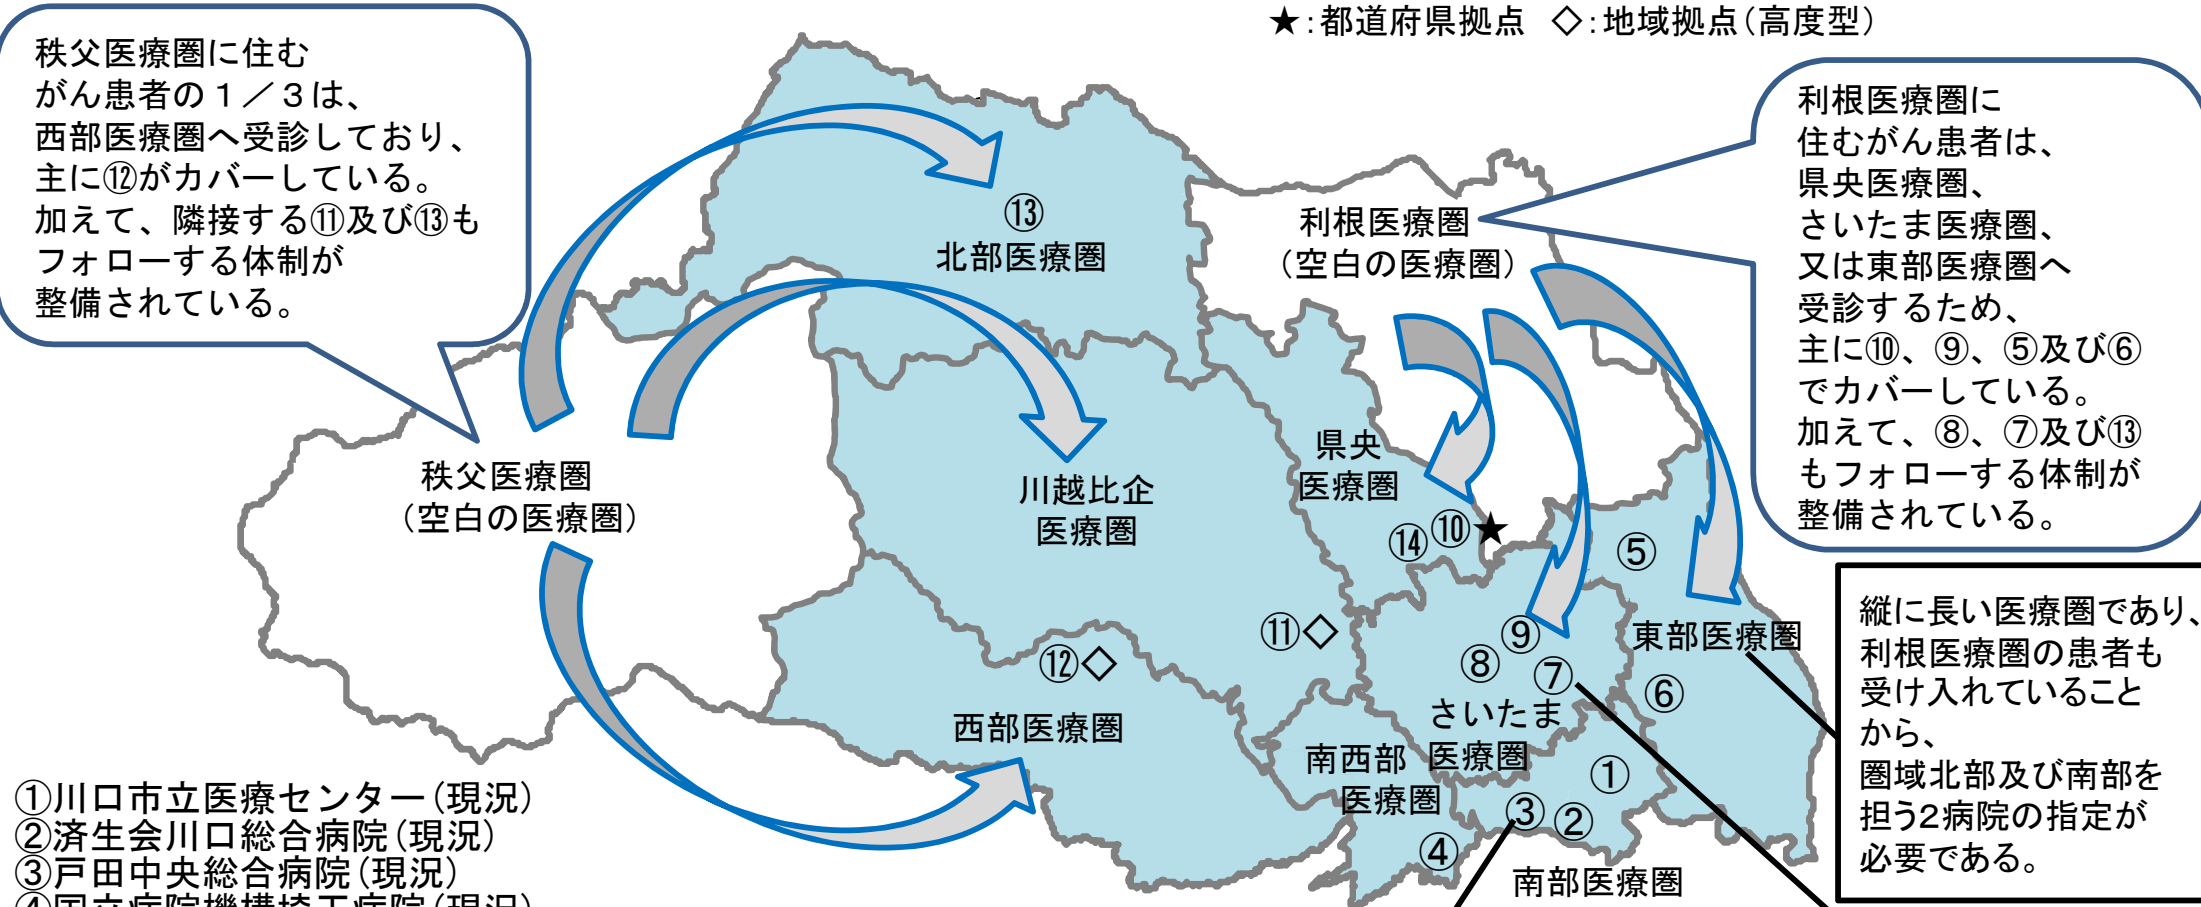 ★:都道府県拠点 ◇:地域拠点(高度型)
秩父医療圏に住む
がん患者の1/3は、
西部医療圏へ受診しており、
主に⑫がカバーしている。
加えて、隣接する⑪及び⑬も
フォローする体制が
整備されている。
利根医療圏に
住むがん患者は、
県央医療圏、
さいたま医療圏、
又は東部医療圏へ
受診するため、
主に⑩、⑨、⑤及び⑥
でカバーしている。
加えて、⑧、⑦及び⑬
もフォローする体制が
整備されている。
⑬
北部医療圏
利根医療圏
(空白の医療圏)
秩父医療圏
(空白の医療圏)
川越比企
医療圏
県央
医療圏
⑭⑩★
⑤
⑪◇
⑫◇
⑨
⑧
⑦
東部医療圏
⑥
さいたま
医療圏
西部医療圏
南西部
医療圏
①
③
②
④
南部医療圏
縦に長い医療圏であり、
利根医療圏の患者も
受け入れていること
から、
圏域北部及び南部を
担う2病院の指定が
必要である。
①川口市立医療センター(現況)
②済生会川口総合病院(現況)
③戸田中央総合病院(現況)
④国立病院機構埼玉病院(現況)